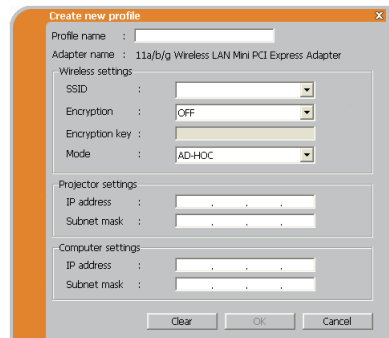 Create new profile
Profile name :
Adapter name : 11a/b/g Wireless LAN Mini PCI Express Adapter
Wireless settings
SSID :
Encryption : OFF
Encryption key :
Mode : AD-HOC
Projector settings
IP address : . . .
Subnet mask : . . .
Computer settings
IP address : . . .
Subnet mask : . . .
Clear OK Cancel